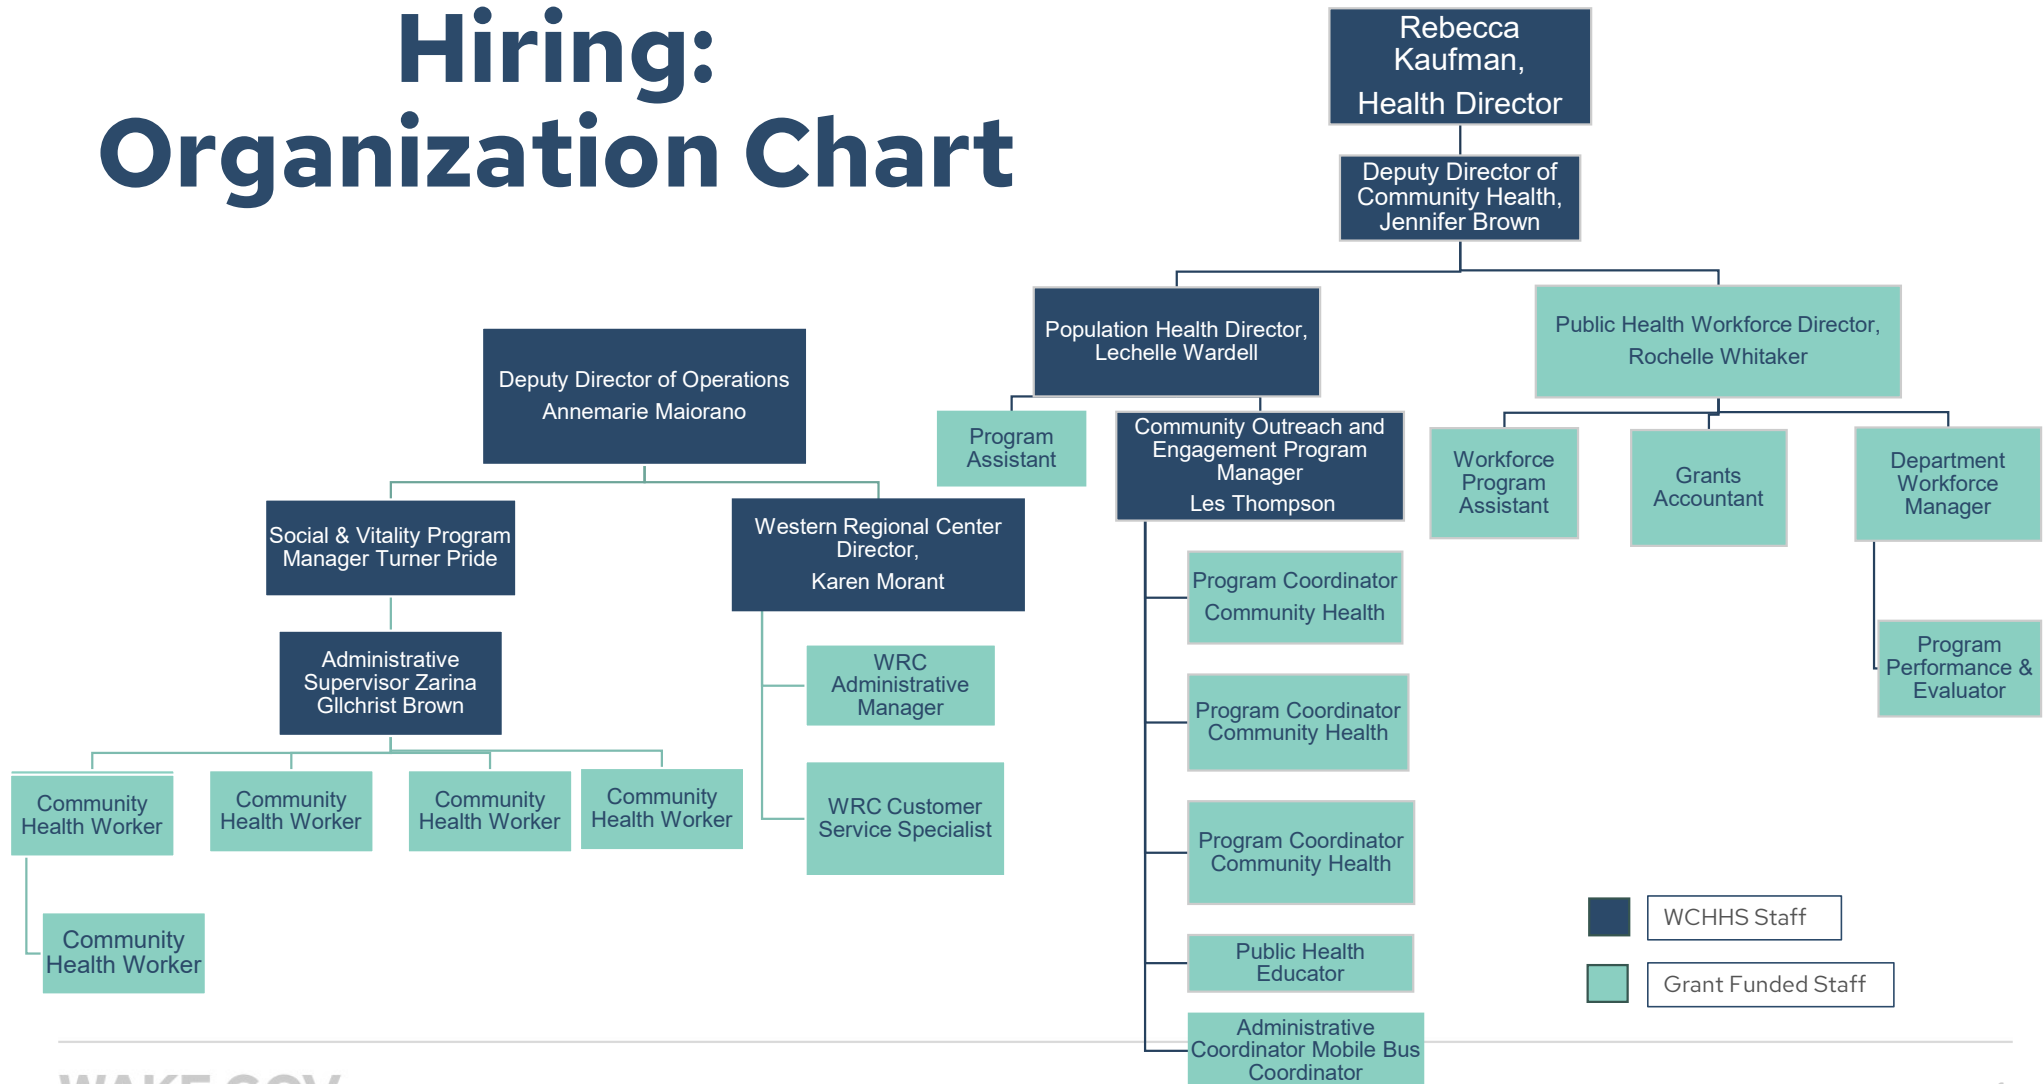 Hiring:
Organization Chart
Rebecca
Kaufman,
Health Director
Deputy Director of
Community Health,
Jennifer Brown
Population Health Director,
Lechelle Wardell
Public Health Workforce Director,
Rochelle Whitaker
Deputy Director of Operations
Annemarie Maiorano
Program
Assistant
Community Outreach and
Engagement Program
Manager
Les Thompson
Workforce
Program
Assistant
Grants
Accountant
Department
Workforce
Manager
Social & Vitality Program
Manager Turner Pride
Western Regional Center
Director,
Karen Morant
Program Coordinator
Community Health
Program
Performance &
Evaluator
Administrative
Supervisor Zarina
GIlchrist Brown
WRC
Administrative
Manager
Program Coordinator
Community Health
Community
Health Worker
Community
Health Worker
Community
Health Worker
Community
Health Worker
WRC Customer
Service Specialist
Program Coordinator
Community Health
Community
Health Worker
Public Health
Educator
Administrative
Coordinator Mobile Bus
Coordinator
WCHHS Staff
Grant Funded Staff
WAKE.GOV